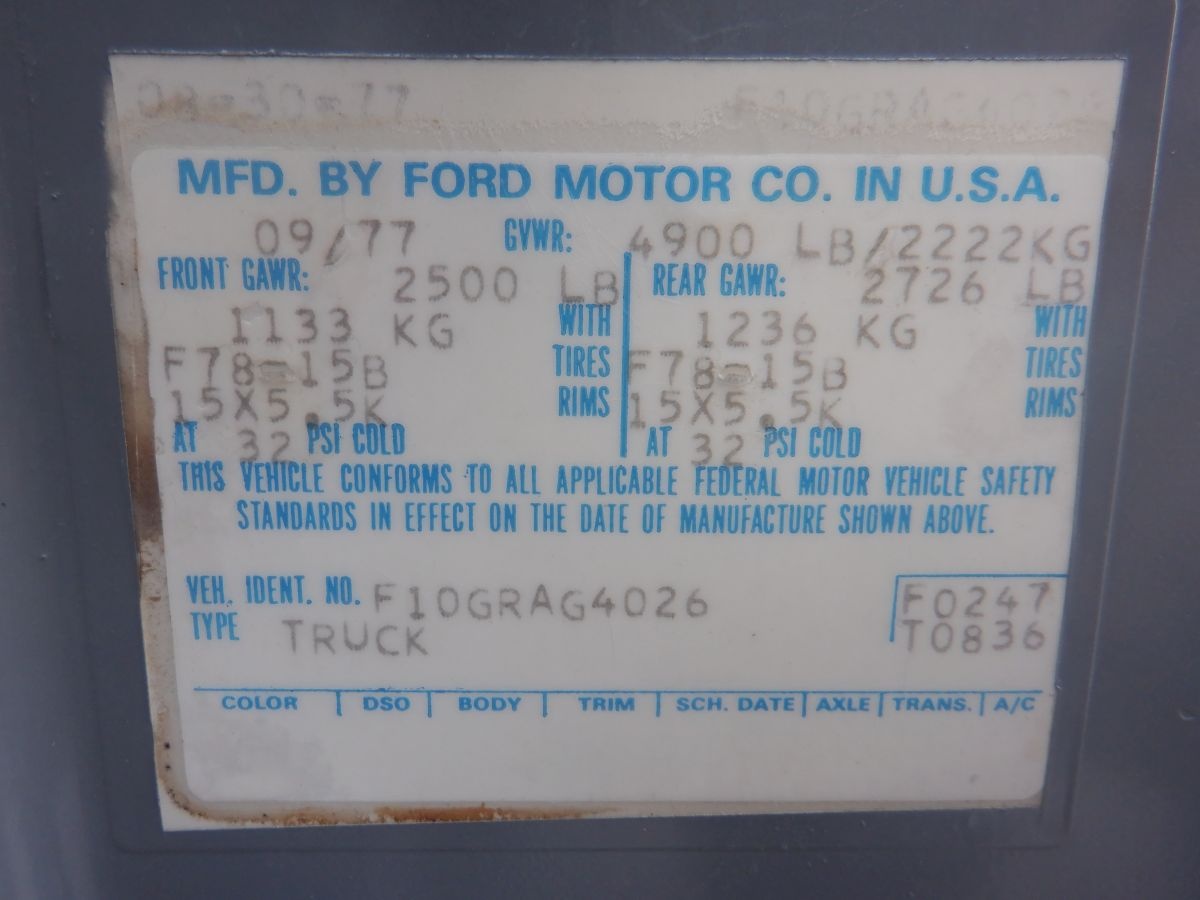 08-30-77 F10GRAG4026
MFD. BY FORD MOTOR CO. IN U.S.A.
09/77 GVWR: 4900 LB/2222KG
FRONT GAWR: 2500 LB REAR GAWR: 2726 LB
1133 KG WITH 1236 KG WITH
F78-15B TIRES F78-15B TIRES
15X5.5K RIMS 15X5.5K RIMS
AT 32 PSI COLD AT 32 PSI COLD
THIS VEHICLE CONFORMS TO ALL APPLICABLE FEDERAL MOTOR VEHICLE SAFETY
STANDARDS IN EFFECT ON THE DATE OF MANUFACTURE SHOWN ABOVE.
VEH. IDENT. NO. F10GRAG4026 F0247
TYPE TRUCK T0836
COLOR DSO BODY TRIM SCH. DATE AXLE TRANS. A/C